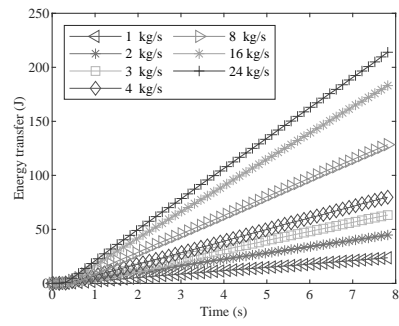 250
200
150
100
50
0
Energy transfer (J)
1 kg/s
2 kg/s
3 kg/s
4 kg/s
8 kg/s
16 kg/s
24 kg/s
0 1 2 3 4 5 6 7 8
Time (s)